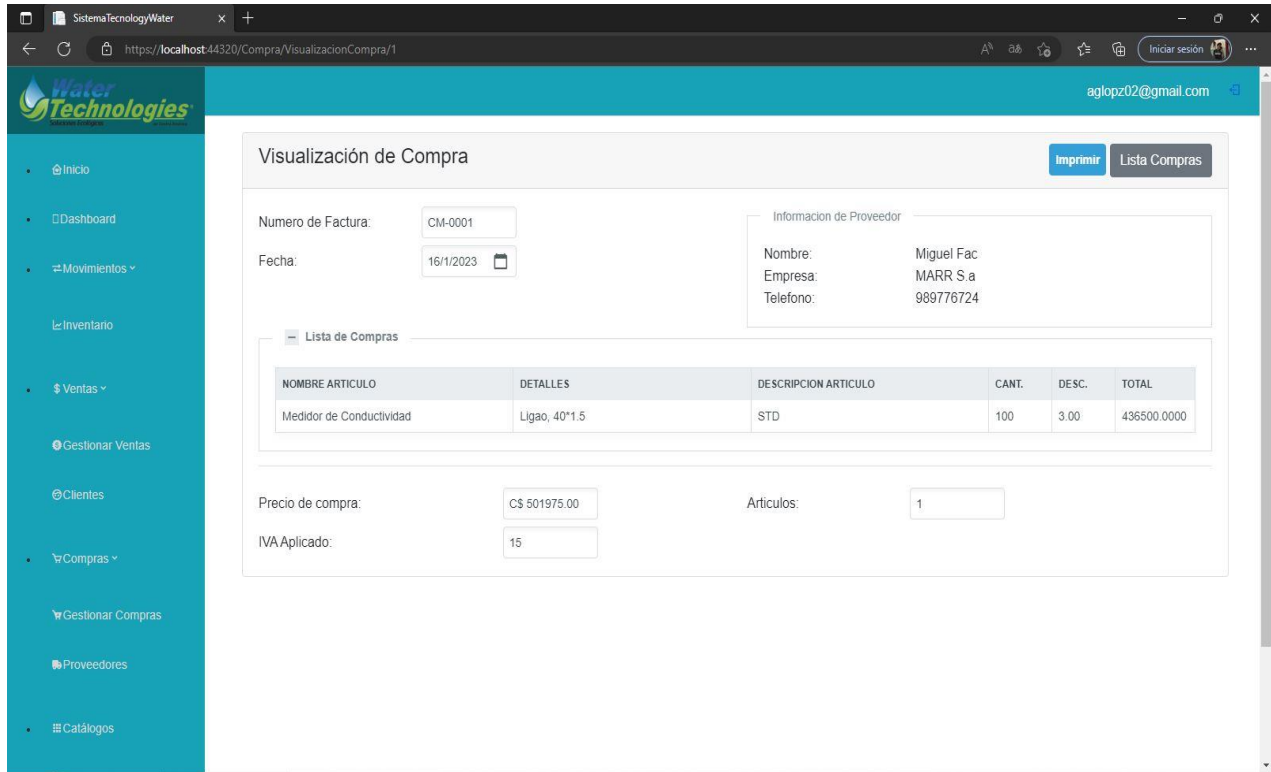 SistemaTecnologyWater
https://localhost:44320/Compra/VisualizacionCompra/1
Iniciar sesión
Water
Technologies
aglopz02@gmail.com
Inicio
Dashboard
Movimientos
Inventario
$ Ventas
Gestionar Ventas
Clientes
Compras
Gestionar Compras
Proveedores
Catálogos
Visualización de Compra
Imprimir
Lista Compras
Numero de Factura: CM-0001
Fecha: 16/1/2023
Informacion de Proveedor
Nombre: Miguel Fac
Empresa: MARR S.a
Telefono: 989776724
Lista de Compras
NOMBRE ARTICULO DETALLES DESCRIPCION ARTICULO CANT. DESC. TOTAL
Medidor de Conductividad Ligao, 40*1.5 STD 100 3.00 436500.0000
Precio de compra: C$ 501975.00 Articulos: 1
IVA Aplicado: 15